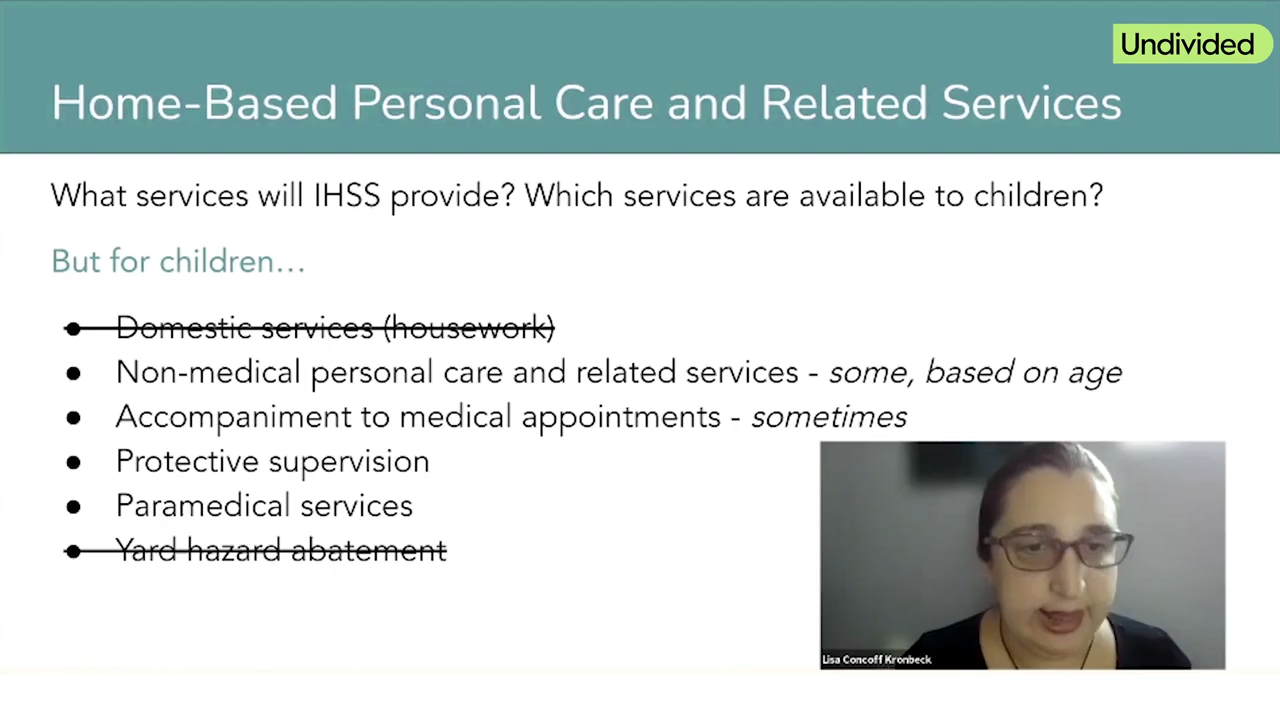 Undivided
Home-Based Personal Care and Related Services
What services will IHSS provide? Which services are available to children?
But for children...
● Domestic services (housework)
● Non-medical personal care and related services - some, based on age
● Accompaniment to medical appointments - sometimes
● Protective supervision
● Paramedical services
● Yard hazard abatement
Lisa Concoff Kronbeck